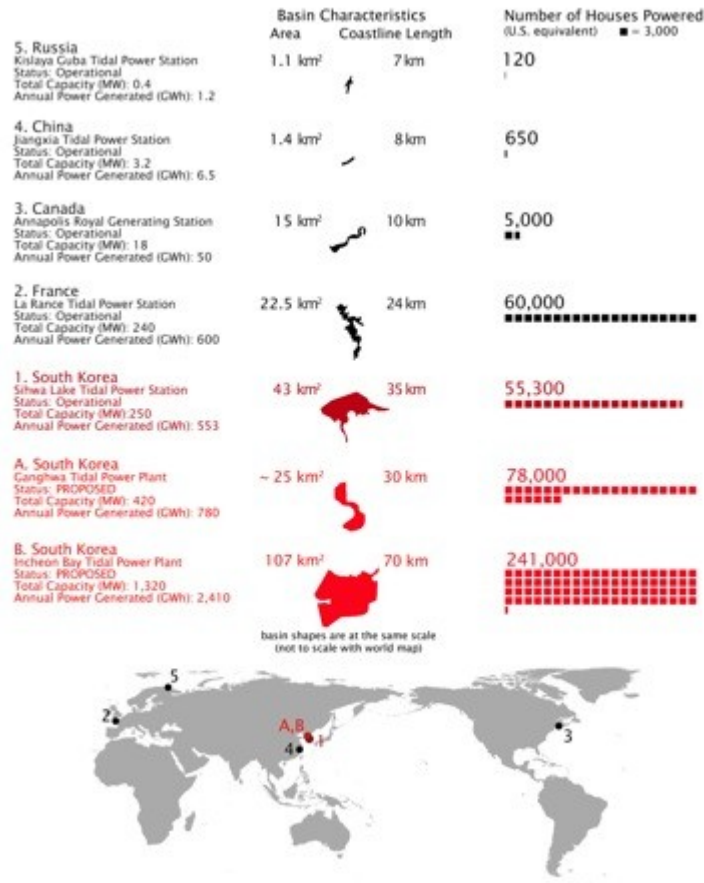 Basin Characteristics
Area Coastline Length
Number of Houses Powered
(U.S. equivalent) = 3,000
5. Russia
Kislaya Guba Tidal Power Station
Status: Operational
Total Capacity (MW): 0.4
Annual Power Generated (GWh): 1.2
1.1 km² 7 km
120
4. China
Jiangxia Tidal Power Station
Status: Operational
Total Capacity (MW): 3.2
Annual Power Generated (GWh): 6.5
1.4 km² 8 km
650
3. Canada
Annapolis Royal Generating Station
Status: Operational
Total Capacity (MW): 18
Annual Power Generated (GWh): 50
15 km² 10 km
5,000
2. France
La Rance Tidal Power Station
Status: Operational
Total Capacity (MW): 240
Annual Power Generated (GWh): 600
22.5 km² 24 km
60,000
1. South Korea
Sihwa Lake Tidal Power Station
Status: Operational
Total Capacity (MW):250
Annual Power Generated (GWh): 553
43 km² 35 km
55,300
A. South Korea
Ganghwa Tidal Power Plant
Status: PROPOSED
Total Capacity (MW): 420
Annual Power Generated (GWh): 780
~ 25 km² 30 km
78,000
B. South Korea
Incheon Bay Tidal Power Plant
Status: PROPOSED
Total Capacity (MW): 1,320
Annual Power Generated (GWh): 2,410
107 km² 70 km
241,000
basin shapes are at the same scale
(not to scale with world map)
5
2
A,B
1
4
3